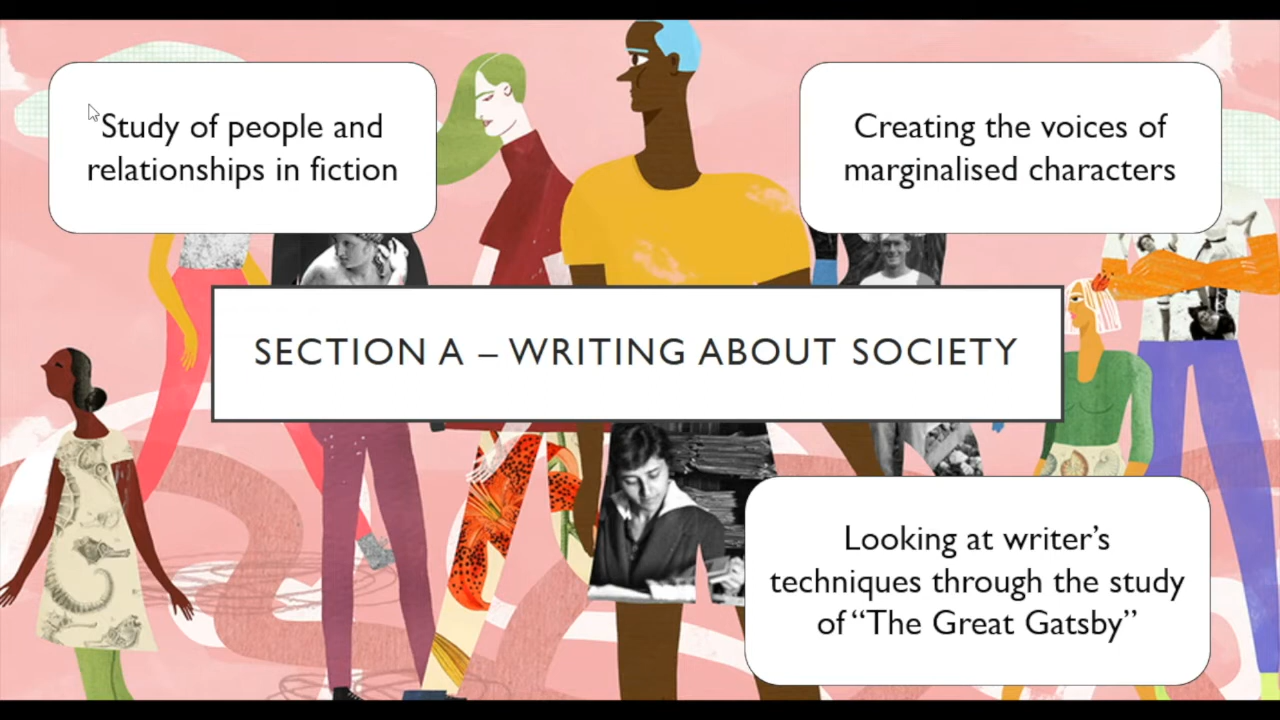 Study of people and
relationships in fiction
Creating the voices of
marginalised characters
SECTION A – WRITING ABOUT SOCIETY
Looking at writer’s
techniques through the study
of “The Great Gatsby”